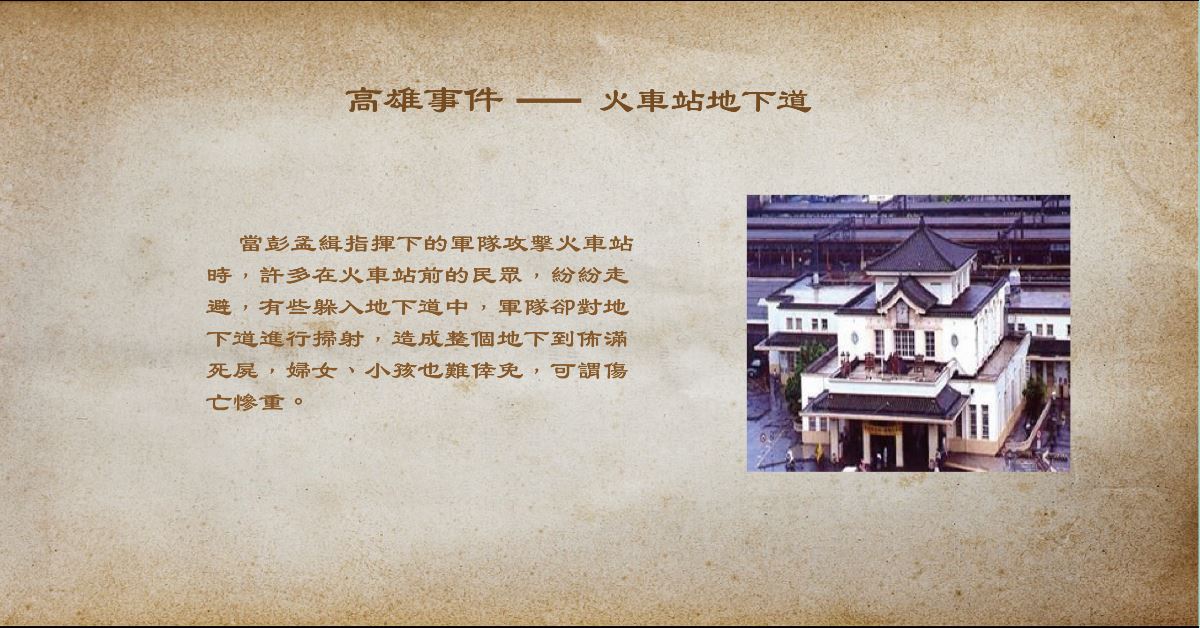 高雄事件 —— 火車站地下道
當彭孟緝指揮下的軍隊攻擊火車站
時，許多在火車站前的民眾，紛紛走
避，有些躲入地下道中，軍隊卻對地
下道進行掃射，造成整個地下到佈滿
死屍，婦女、小孩也難倖免，可謂傷
亡慘重。